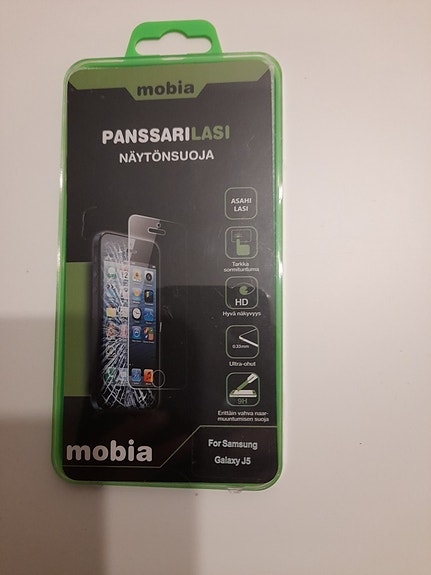 mobia
PANSSARILASI
NÄYTÖNSUOJA
ASAHI
LASI
Tarkka
sormituntuma
HD
Hyvä näkyvyys
0.33mm
Ultra-ohut
9H
Erittäin vahva naar-
muuntumisen suoja
mobia
For Samsung
Galaxy J5